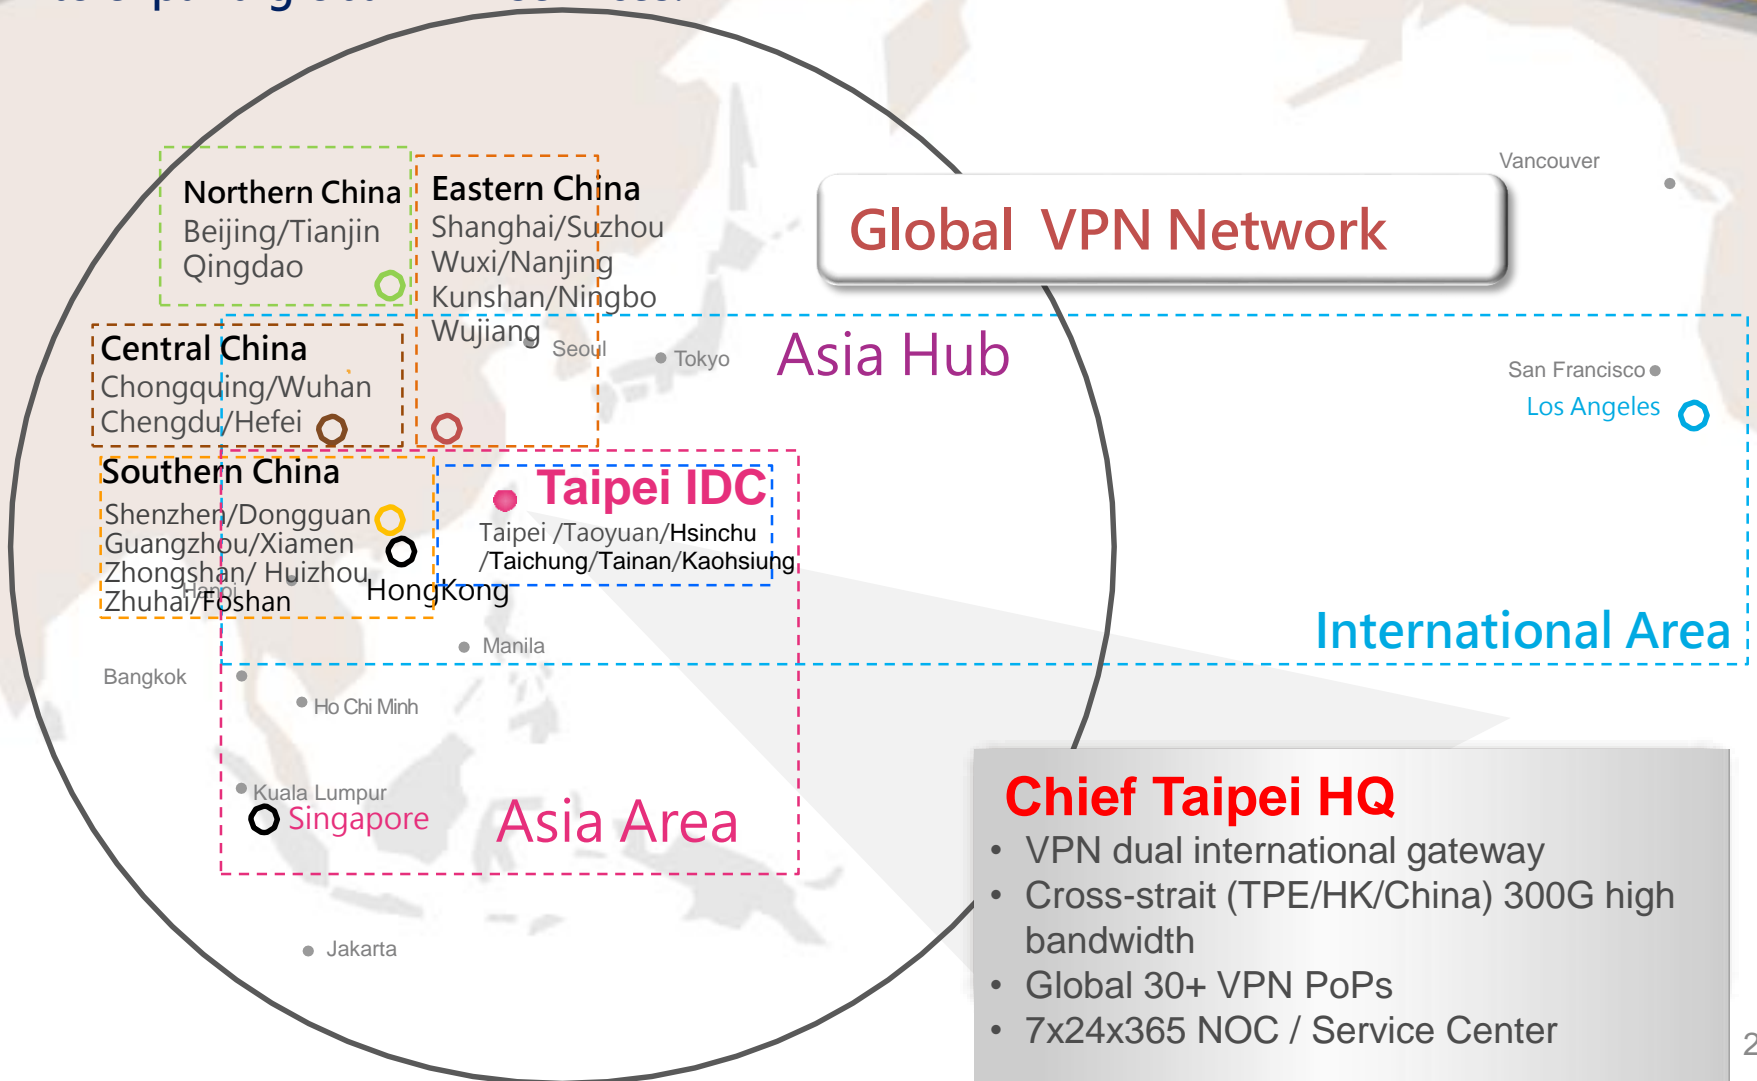 Global VPN Network
Vancouver
Northern China
Beijing/Tianjin
Qingdao
Eastern China
Shanghai/Suzhou
Wuxi/Nanjing
Kunshan/Ningbo
Wujiang
Seoul
Tokyo
Asia Hub
San Francisco
Los Angeles
Central China
Chongquing/Wuhan
Chengdu/Hefei
Southern China
Shenzhen/Dongguan
Guangzhou/Xiamen
Zhongshan/ Huizhou
Zhuhai/Foshan
Hanoi
HongKong
Taipei IDC
Taipei /Taoyuan/Hsinchu
/Taichung/Tainan/Kaohsiung
International Area
Manila
Bangkok
Ho Chi Minh
Kuala Lumpur
Singapore
Asia Area
Jakarta
Chief Taipei HQ
• VPN dual international gateway
• Cross-strait (TPE/HK/China) 300G high
bandwidth
• Global 30+ VPN PoPs
• 7x24x365 NOC / Service Center